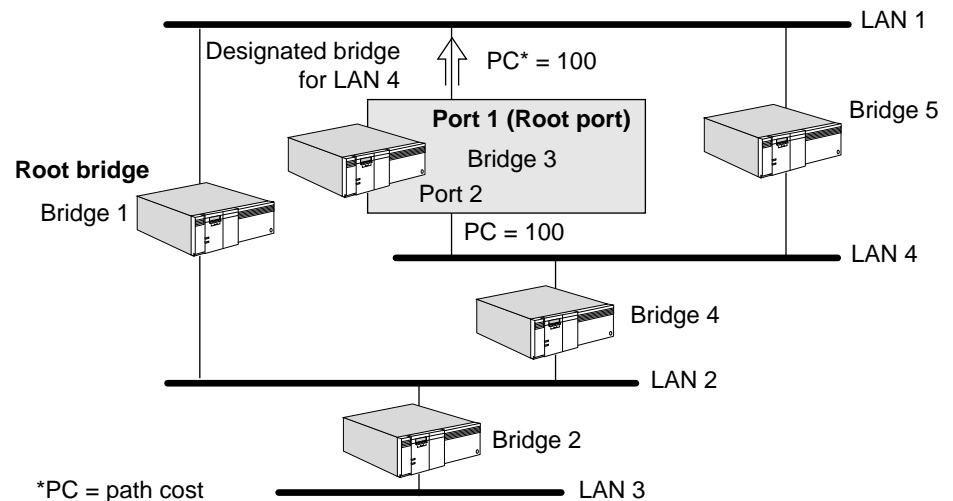 LAN 1
Designated bridge
for LAN 4
PC* = 100
Port 1 (Root port)
Bridge 3
Port 2
Bridge 5
Root bridge
Bridge 1
PC = 100
LAN 4
Bridge 4
LAN 2
Bridge 2
*PC = path cost
LAN 3